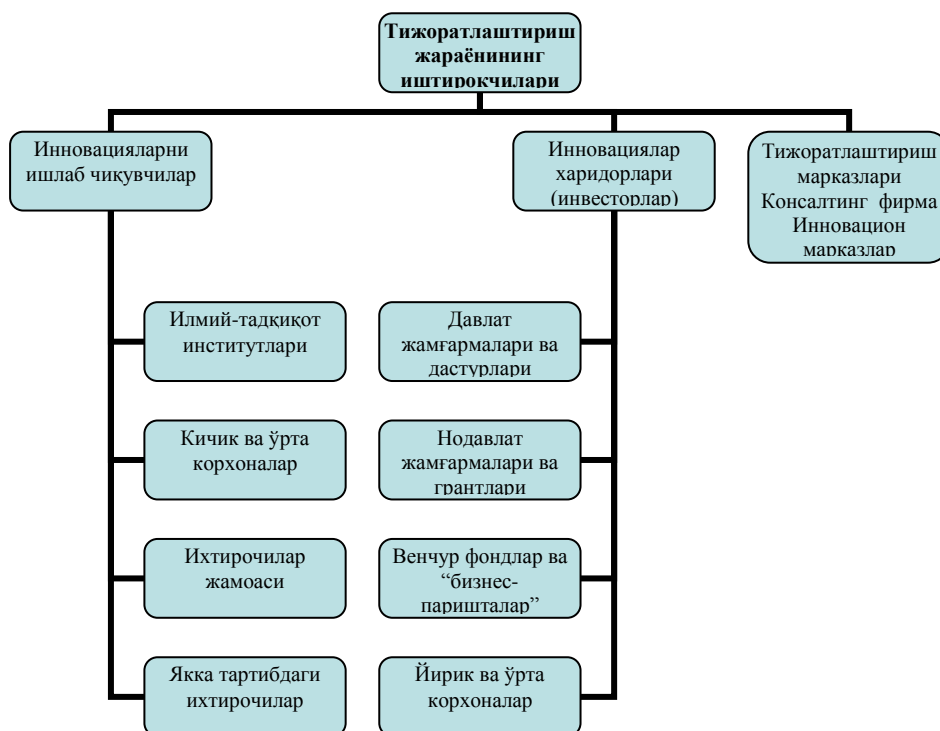 Тижоратлаштириш
жараёнининг
иштирокчилари
Инновацияларни
ишлаб чиқувчилар
Инновациялар
харидорлари
(инвесторлар)
Тижоратлаштириш
марказлари
Консалтинг фирма
Инновацион
марказлар
Илмий-тадқиқот
институтлари
Давлат
жамғармалари ва
дастурлари
Кичик ва ўрта
корхоналар
Нодавлат
жамғармалари ва
грантлари
Ихтирочилар
жамоаси
Венчур фондлар ва
“бизнес-
паришталар”
Якка тартибдаги
ихтирочилар
Йирик ва ўрта
корхоналар